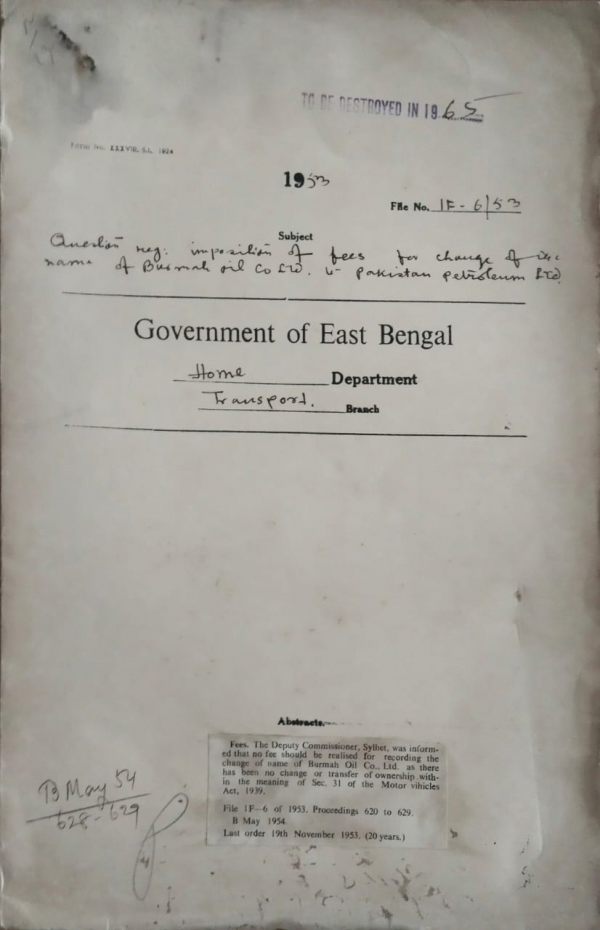 TO BE DESTROYED IN 1965
Form No. XXXVIII, S.L. 1924
1953
File No. 1F-6/53
Subject
Question reg. imposition of fees for change of the
name of Burmah oil Co Ltd. to pakistan petroleum Ltd
Government of East Bengal
Home Department
Transport. Branch
Abstracts.
Fees. The Deputy Commissioner, Sylhet, was inform-
ed that no fee should be realised for recording the
change of name of Burmah Oil Co., Ltd. as there
has been no change or transfer of ownership with-
in the meaning of Sec. 31 of the Motor vihicles
Act, 1939.
File 1F—6 of 1953. Proceedings 620 to 629.
B May 1954.
Last order 19th November 1953. (20 years.)
B May 54
628-629